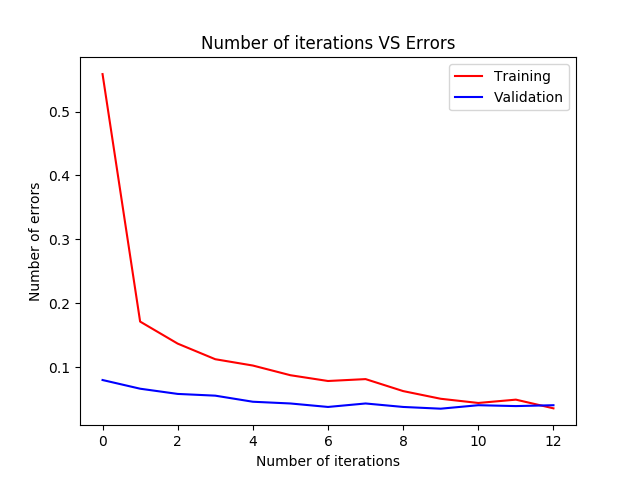 Number of iterations VS Errors
Training
Validation
Number of errors
0.5
0.4
0.3
0.2
0.1
0 2 4 6 8 10 12
Number of iterations